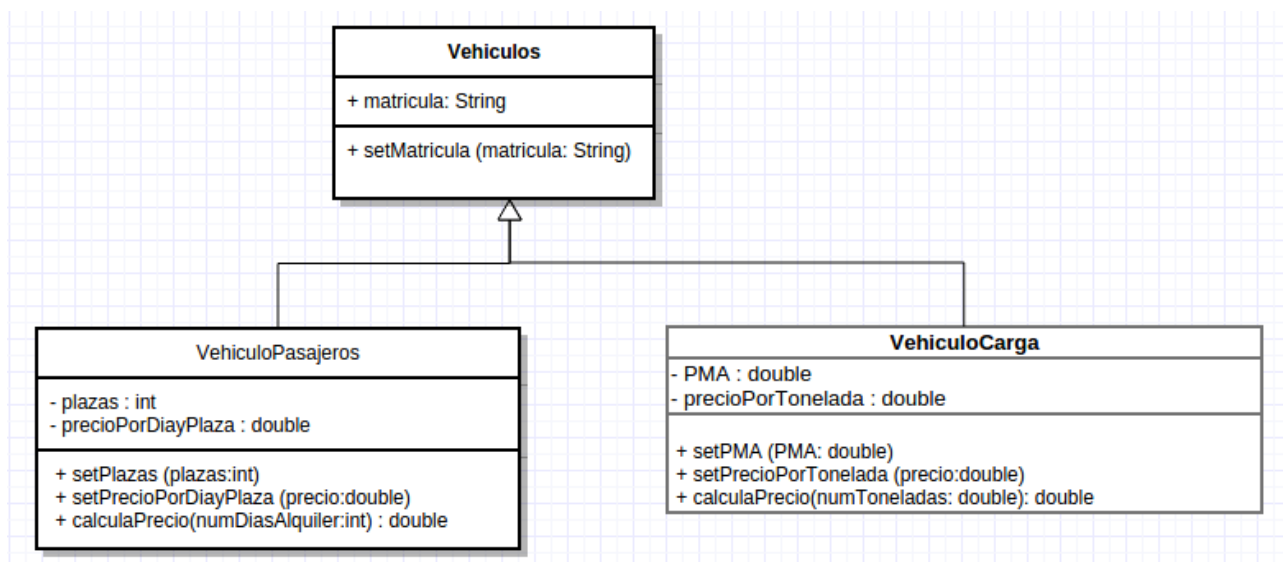 Vehiculos
+ matricula: String
+ setMatricula (matricula: String)
VehiculoPasajeros
- plazas : int
- precioPorDiayPlaza : double
+ setPlazas (plazas:int)
+ setPrecioPorDiayPlaza (precio:double)
+ calculaPrecio(numDiasAlquiler:int) : double
VehiculoCarga
- PMA : double
- precioPorTonelada : double
+ setPMA (PMA: double)
+ setPrecioPorTonelada (precio:double)
+ calculaPrecio(numToneladas: double): double